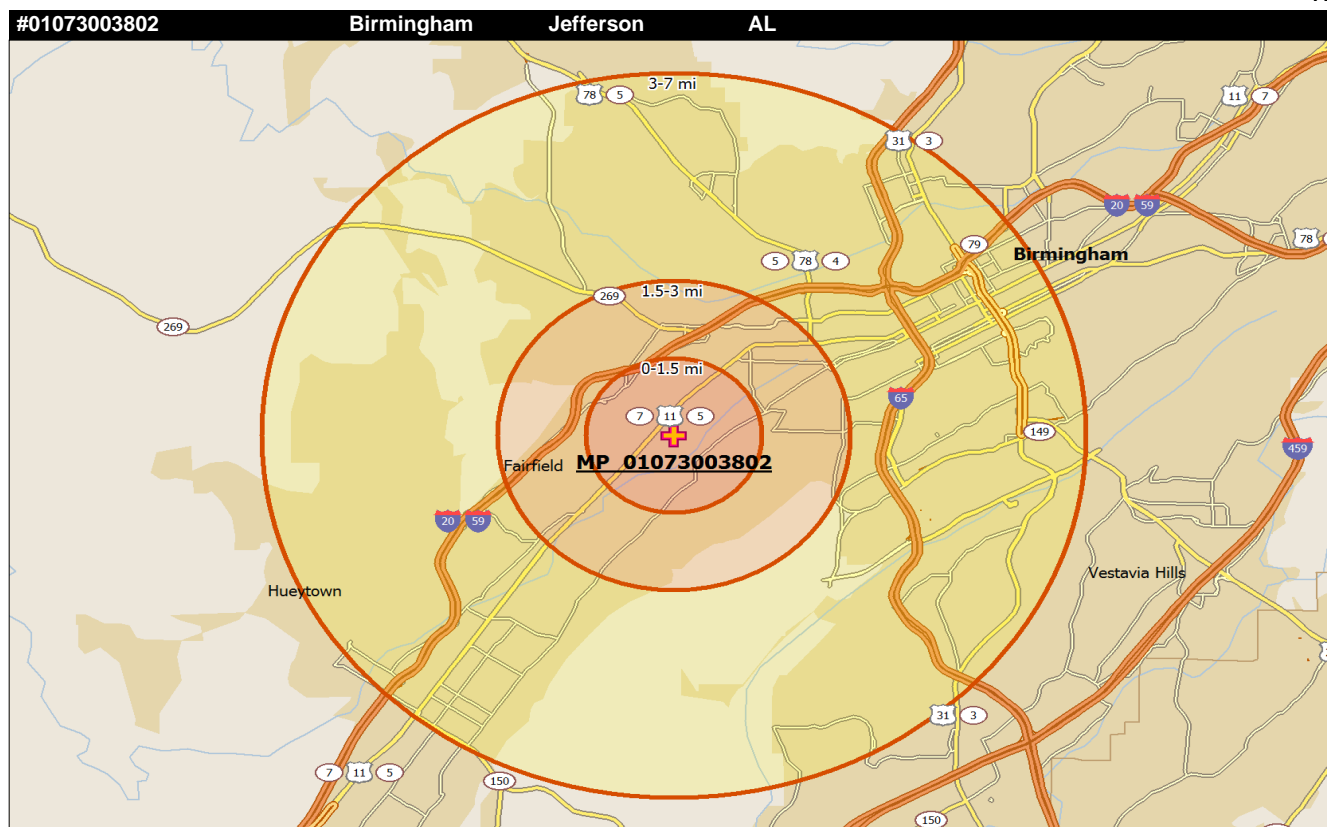 #01073003802 Birmingham Jefferson AL
3-7 mi
78 5
11 7
31 3
20 59
78
79
5 78 4
Birmingham
1.5-3 mi
269
269
0-1.5 mi
65
7 11 5
149
459
Fairfield MP 01073003802
20 59
Vestavia Hills
Hueytown
31 3
7 11 5
150
150